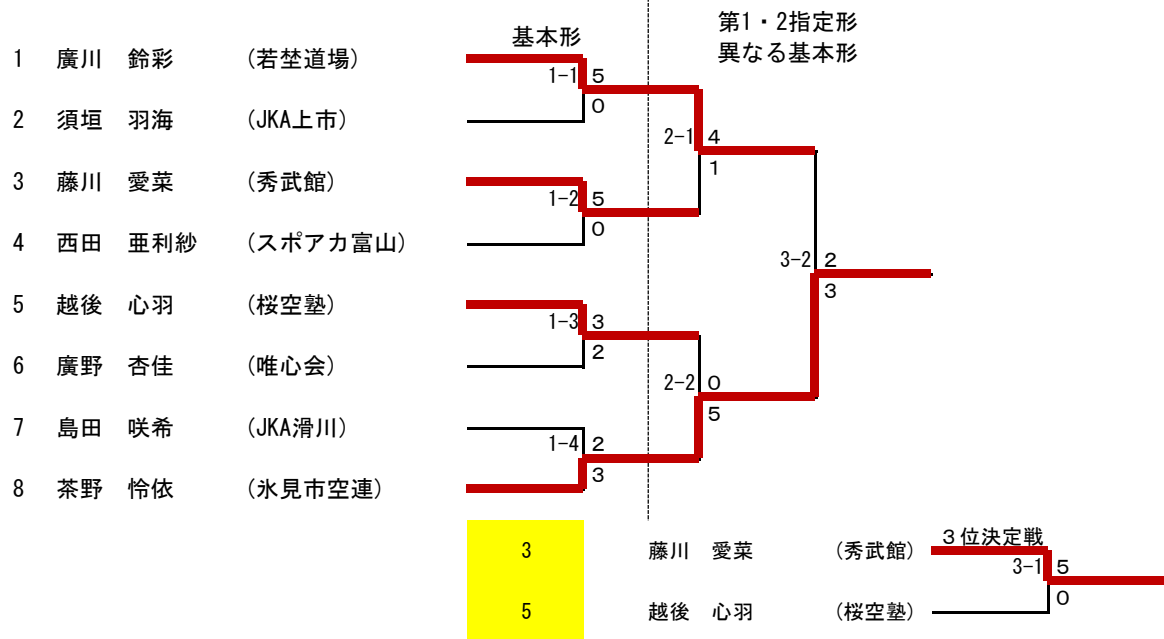 第1・2指定形
異なる基本形
基本形
1 廣川 鈴彩 (若埜道場)
1-1 5
0
2 須垣 羽海 (JKA上市)
2-1 4
1
3 藤川 愛菜 (秀武館)
1-2 5
0
4 西田 亜利紗 (スポアカ富山)
3-2 2
3
5 越後 心羽 (桜空塾)
1-3 3
2
6 廣野 杏佳 (唯心会)
2-2 0
5
7 島田 咲希 (JKA滑川)
1-4 2
3
8 茶野 怜依 (氷見市空連)
3位決定戦
3 藤川 愛菜 (秀武館)
3-1 5
0
5 越後 心羽 (桜空塾)